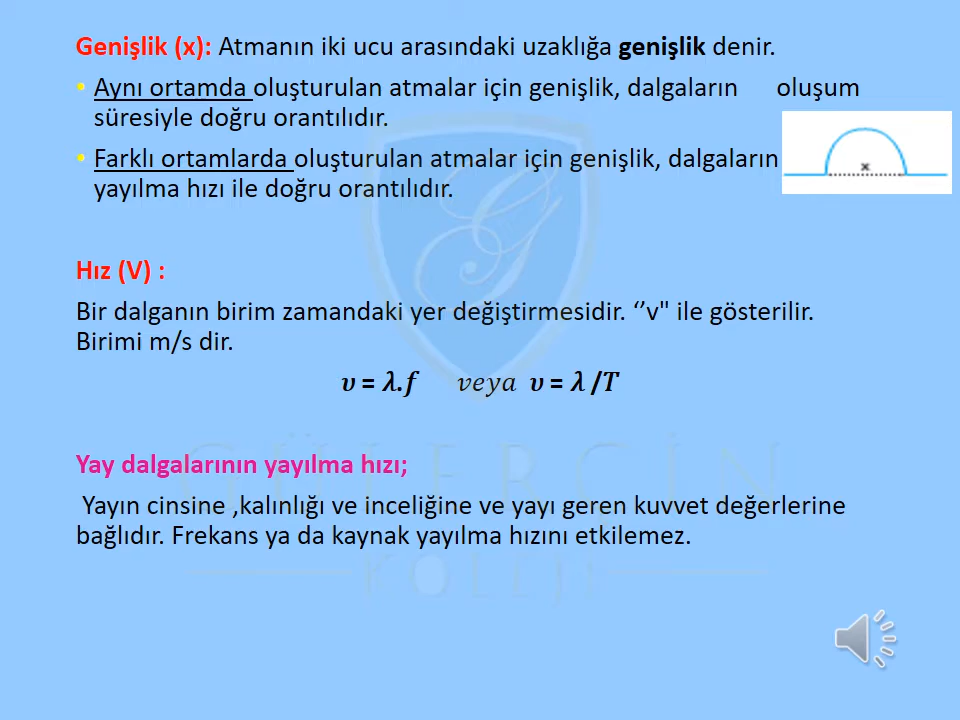 Genişlik (x): Atmanın iki ucu arasındaki uzaklığa genişlik denir.
• Aynı ortamda oluşturulan atmalar için genişlik, dalgaların oluşum
süresiyle doğru orantılıdır.
• Farklı ortamlarda oluşturulan atmalar için genişlik, dalgaların
yayılma hızı ile doğru orantılıdır.
x
Hız (V) :
Bir dalganın birim zamandaki yer değiştirmesidir. ‘’v" ile gösterilir.
Birimi m/s dir.
υ = λ.f veya υ = λ /T
Yay dalgalarının yayılma hızı;
Yayın cinsine ,kalınlığı ve inceliğine ve yayı geren kuvvet değerlerine
bağlıdır. Frekans ya da kaynak yayılma hızını etkilemez.